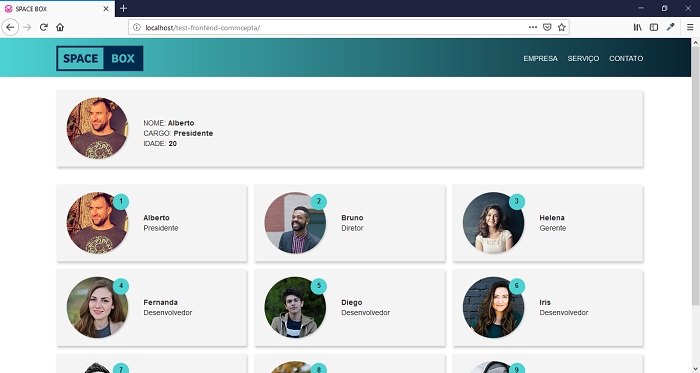 SPACE BOX
localhost/test-frontend-commcepta/
SPACE BOX
EMPRESA SERVIÇO CONTATO
NOME: Alberto
CARGO: Presidente
IDADE: 20
1
Alberto
Presidente
2
Bruno
Diretor
3
Helena
Gerente
4
Fernanda
Desenvolvedor
5
Diego
Desenvolvedor
6
Iris
Desenvolvedor
7
8
9